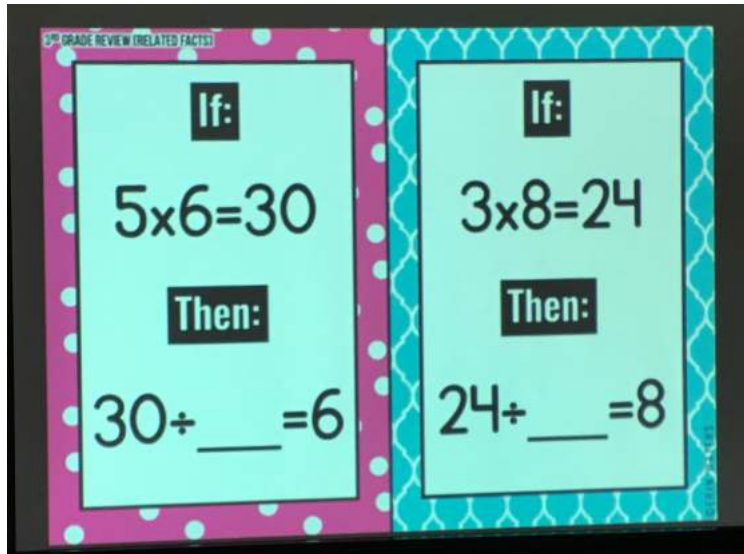 3RD GRADE REVIEW (RELATED FACTS)
If:
5x6=30
Then:
30÷___=6
If:
3x8=24
Then:
24÷___=8